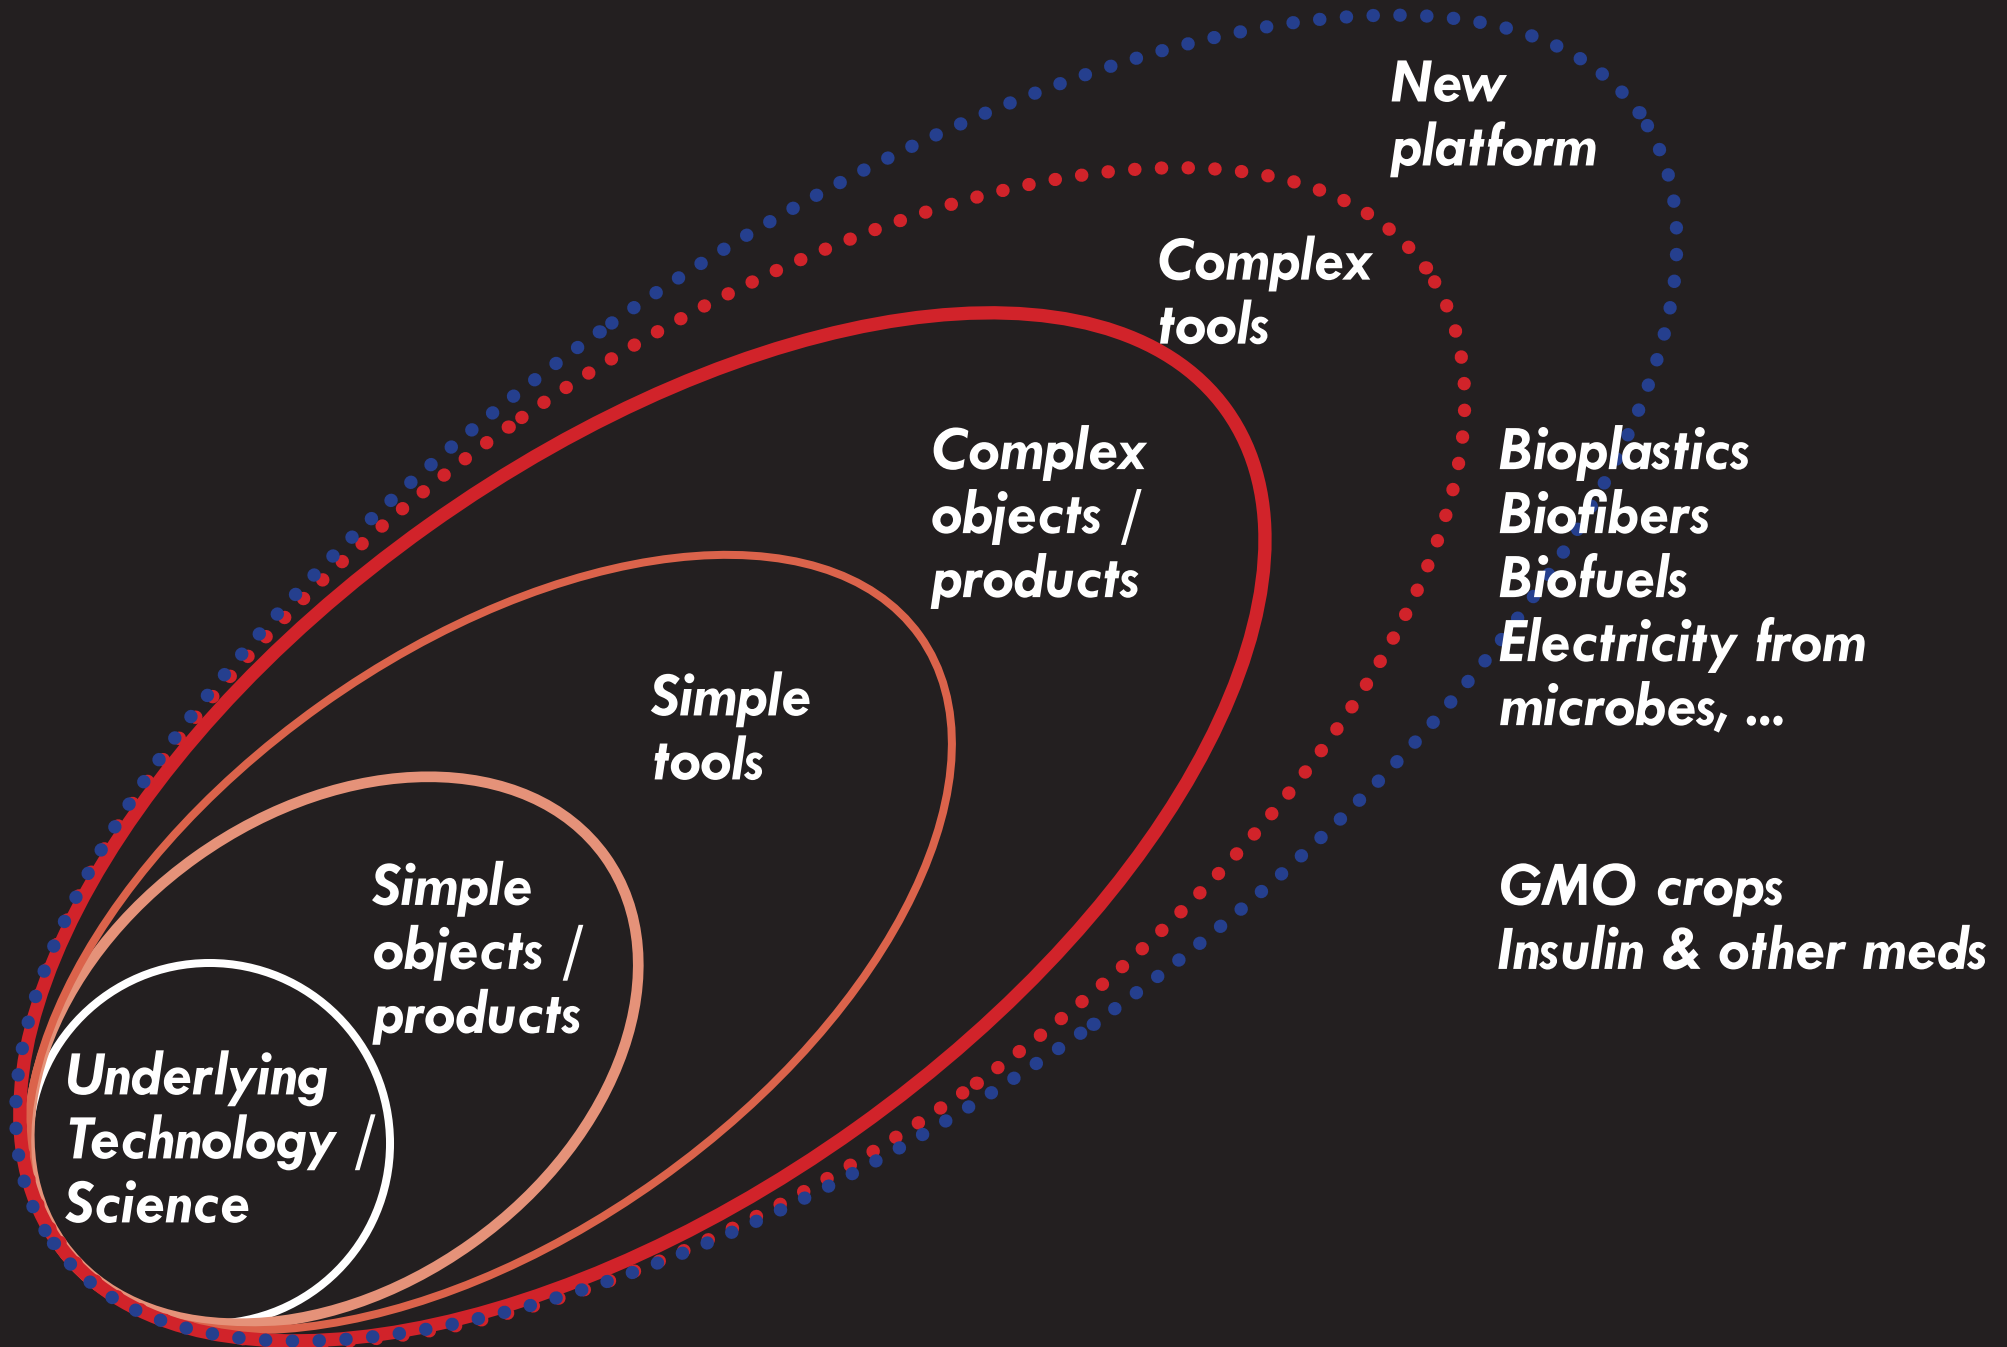 New
platform
Complex
tools
Complex
objects /
products
Bioplastics
Biofibers
Biofuels
Electricity from
microbes, ...
Simple
tools
Simple
objects /
products
GMO crops
Insulin & other meds
Underlying
Technology /
Science